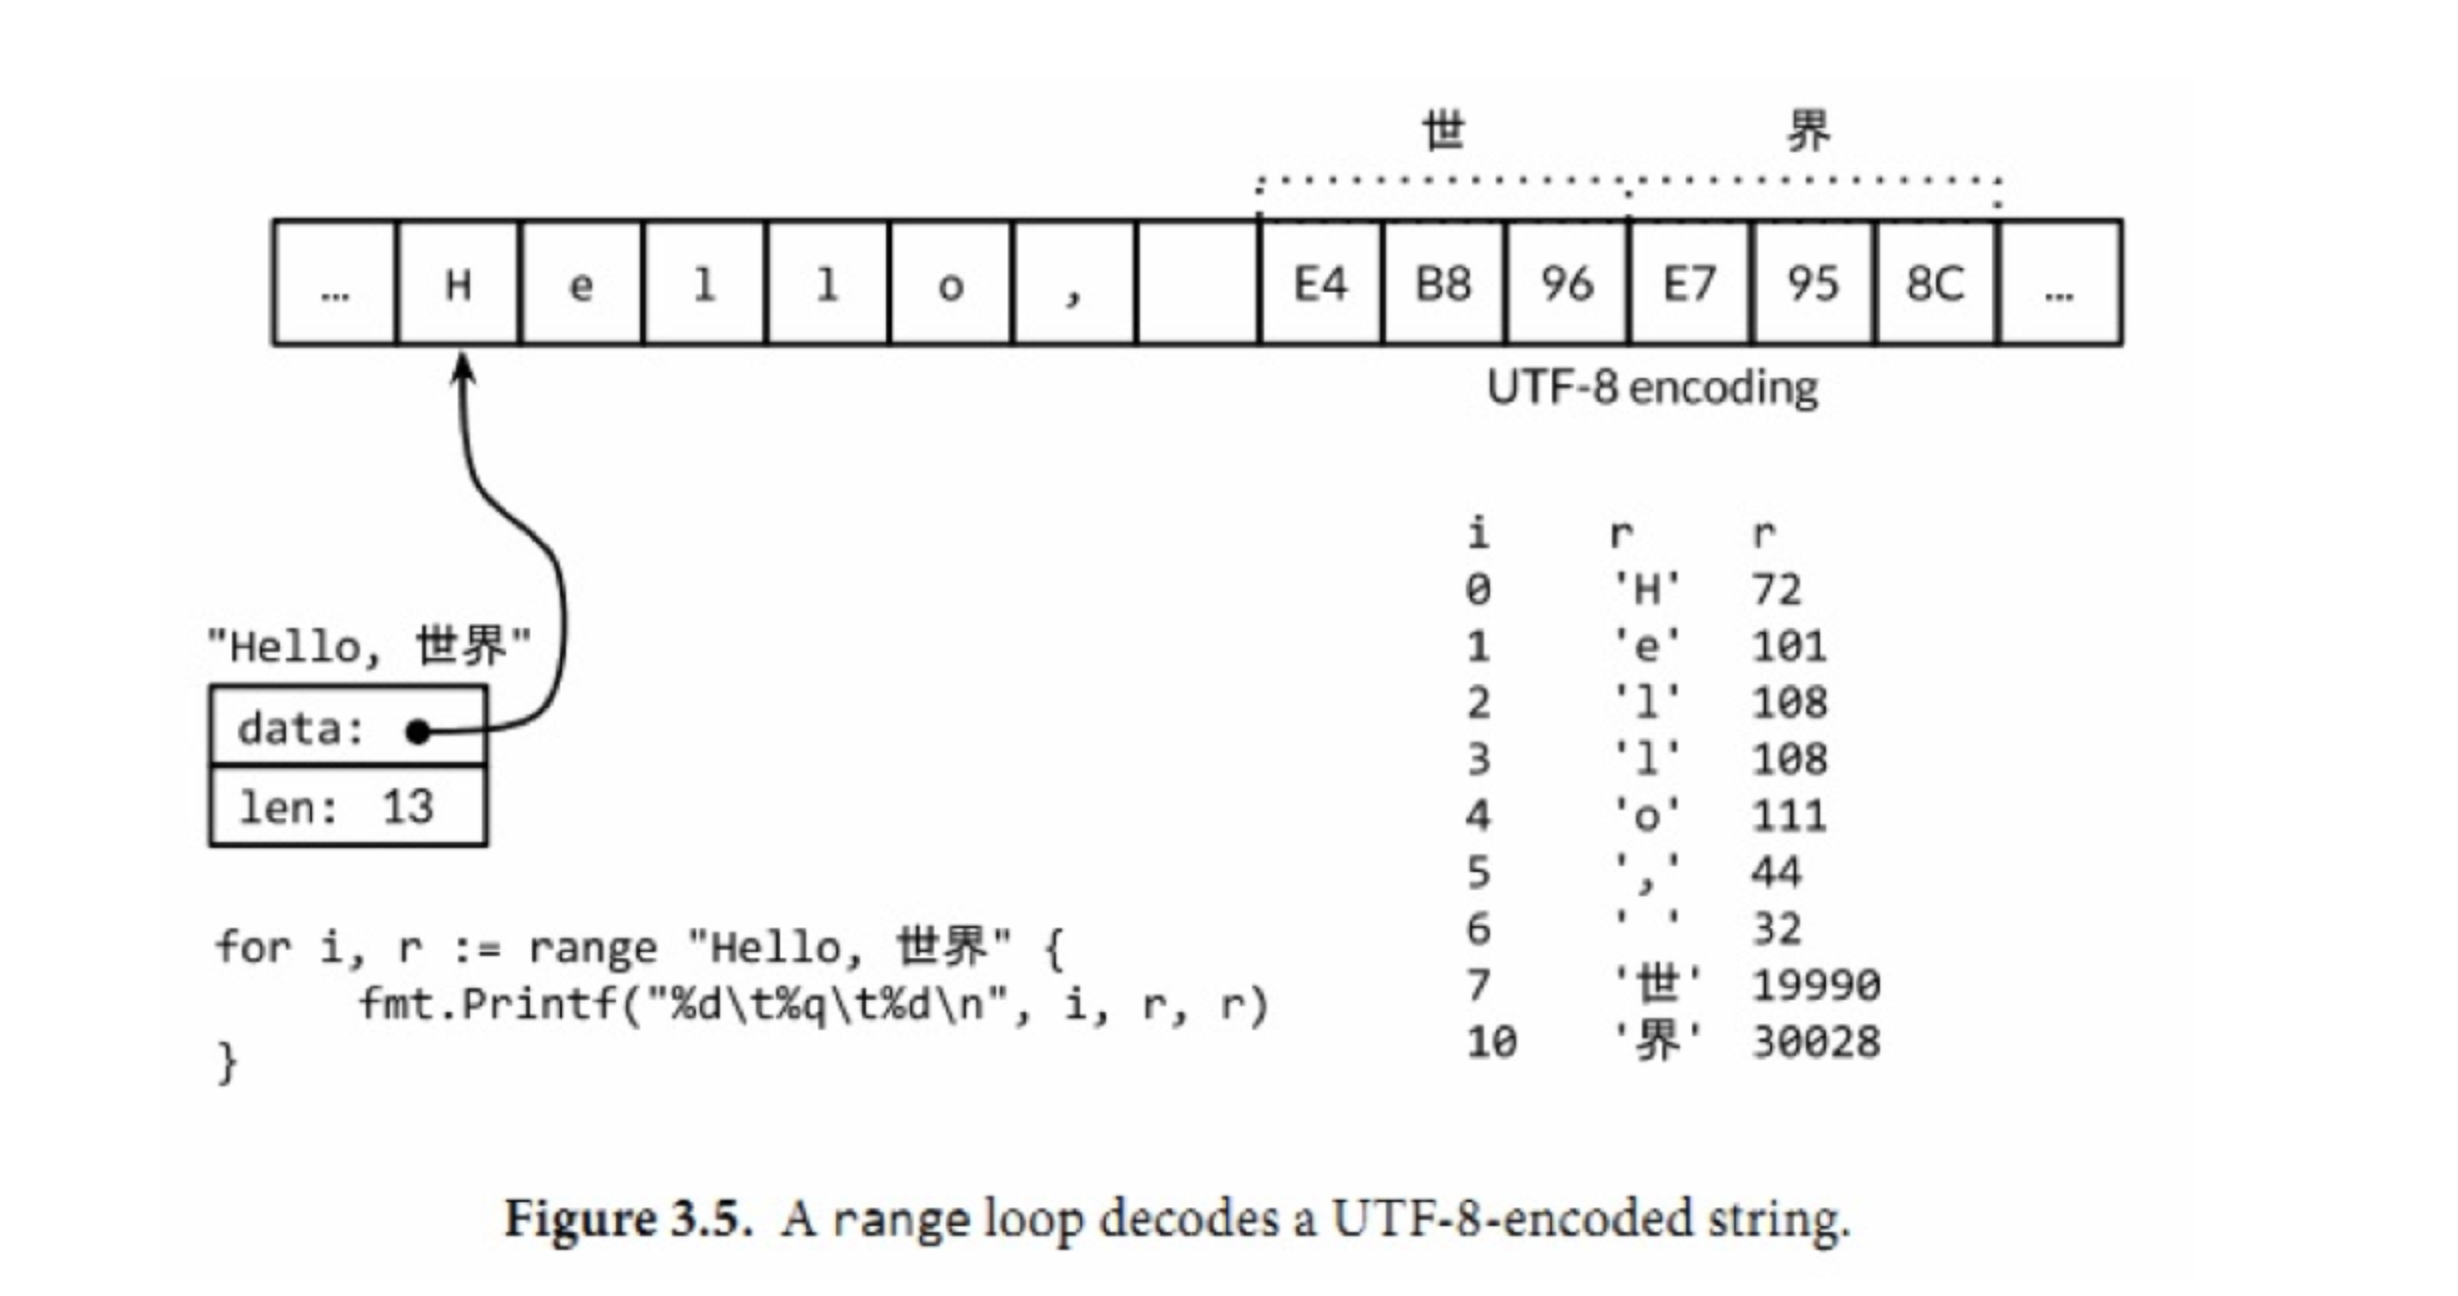 世 界
… H e l l o , E4 B8 96 E7 95 8C …
UTF-8 encoding
"Hello, 世界"
data:
len: 13
for i, r := range "Hello, 世界" {
fmt.Printf("%d\t%q\t%d\n", i, r, r)
}
i r r
0 'H' 72
1 'e' 101
2 'l' 108
3 'l' 108
4 'o' 111
5 ',' 44
6 ' ' 32
7 '世' 19990
10 '界' 30028
Figure 3.5. A range loop decodes a UTF-8-encoded string.